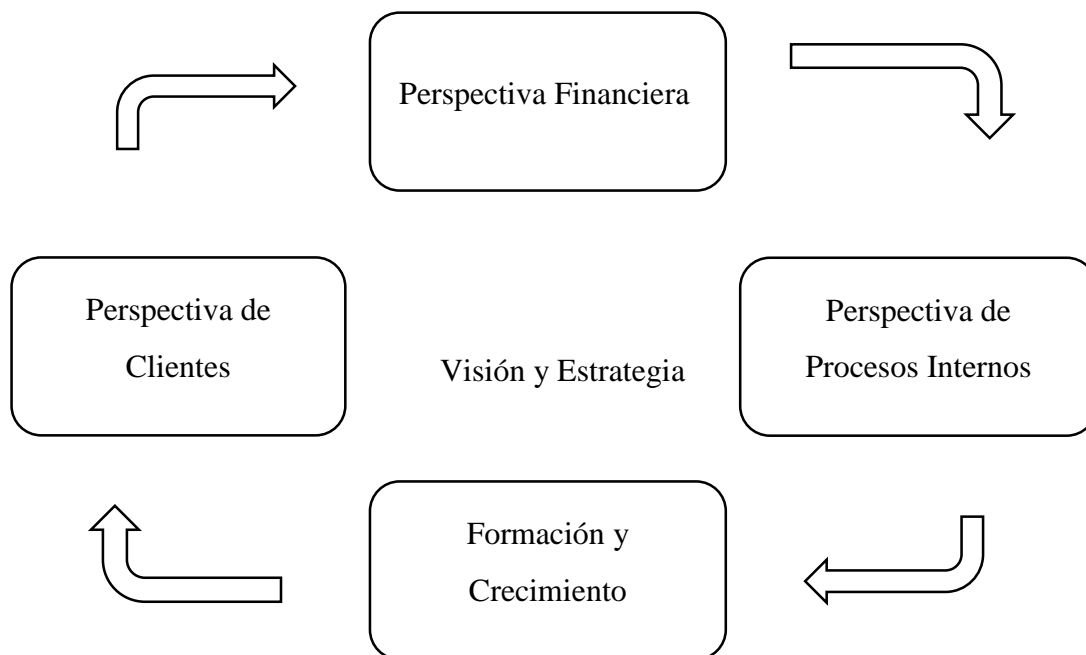 Perspectiva Financiera
Perspectiva de
Clientes
Visión y Estrategia
Perspectiva de
Procesos Internos
Formación y
Crecimiento